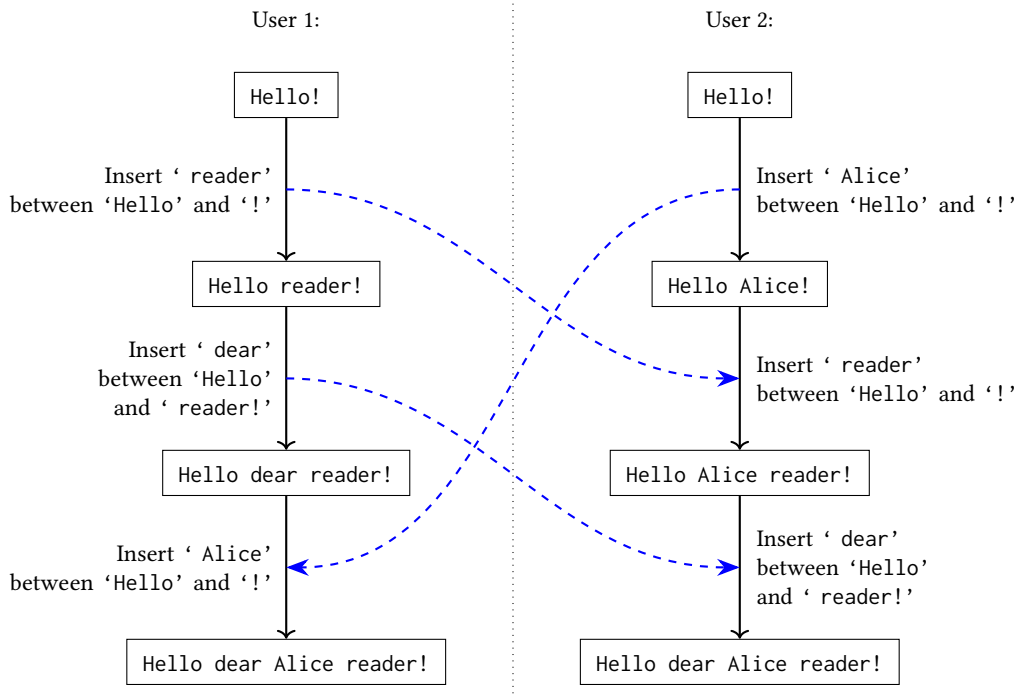 User 1:
User 2:
Hello!
Hello!
Insert ‘ reader’
between ‘Hello’ and ‘!’
Insert ‘ Alice’
between ‘Hello’ and ‘!’
Hello reader!
Hello Alice!
Insert ‘ dear’
between ‘Hello’
and ‘ reader!’
Insert ‘ reader’
between ‘Hello’ and ‘!’
Hello dear reader!
Hello Alice reader!
Insert ‘ Alice’
between ‘Hello’ and ‘!’
Insert ‘ dear’
between ‘Hello’
and ‘ reader!’
Hello dear Alice reader!
Hello dear Alice reader!